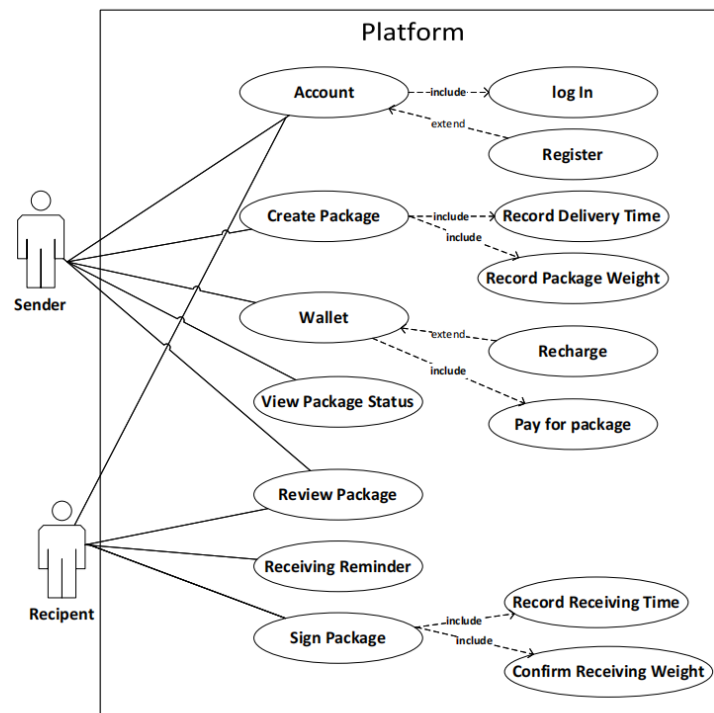 Platform
Account
include
log In
extend
Register
Sender
Create Package
include
Record Delivery Time
include
Record Package Weight
Wallet
extend
Recharge
include
View Package Status
Pay for package
Review Package
Recipent
Receiving Reminder
Sign Package
include
Record Receiving Time
include
Confirm Receiving Weight